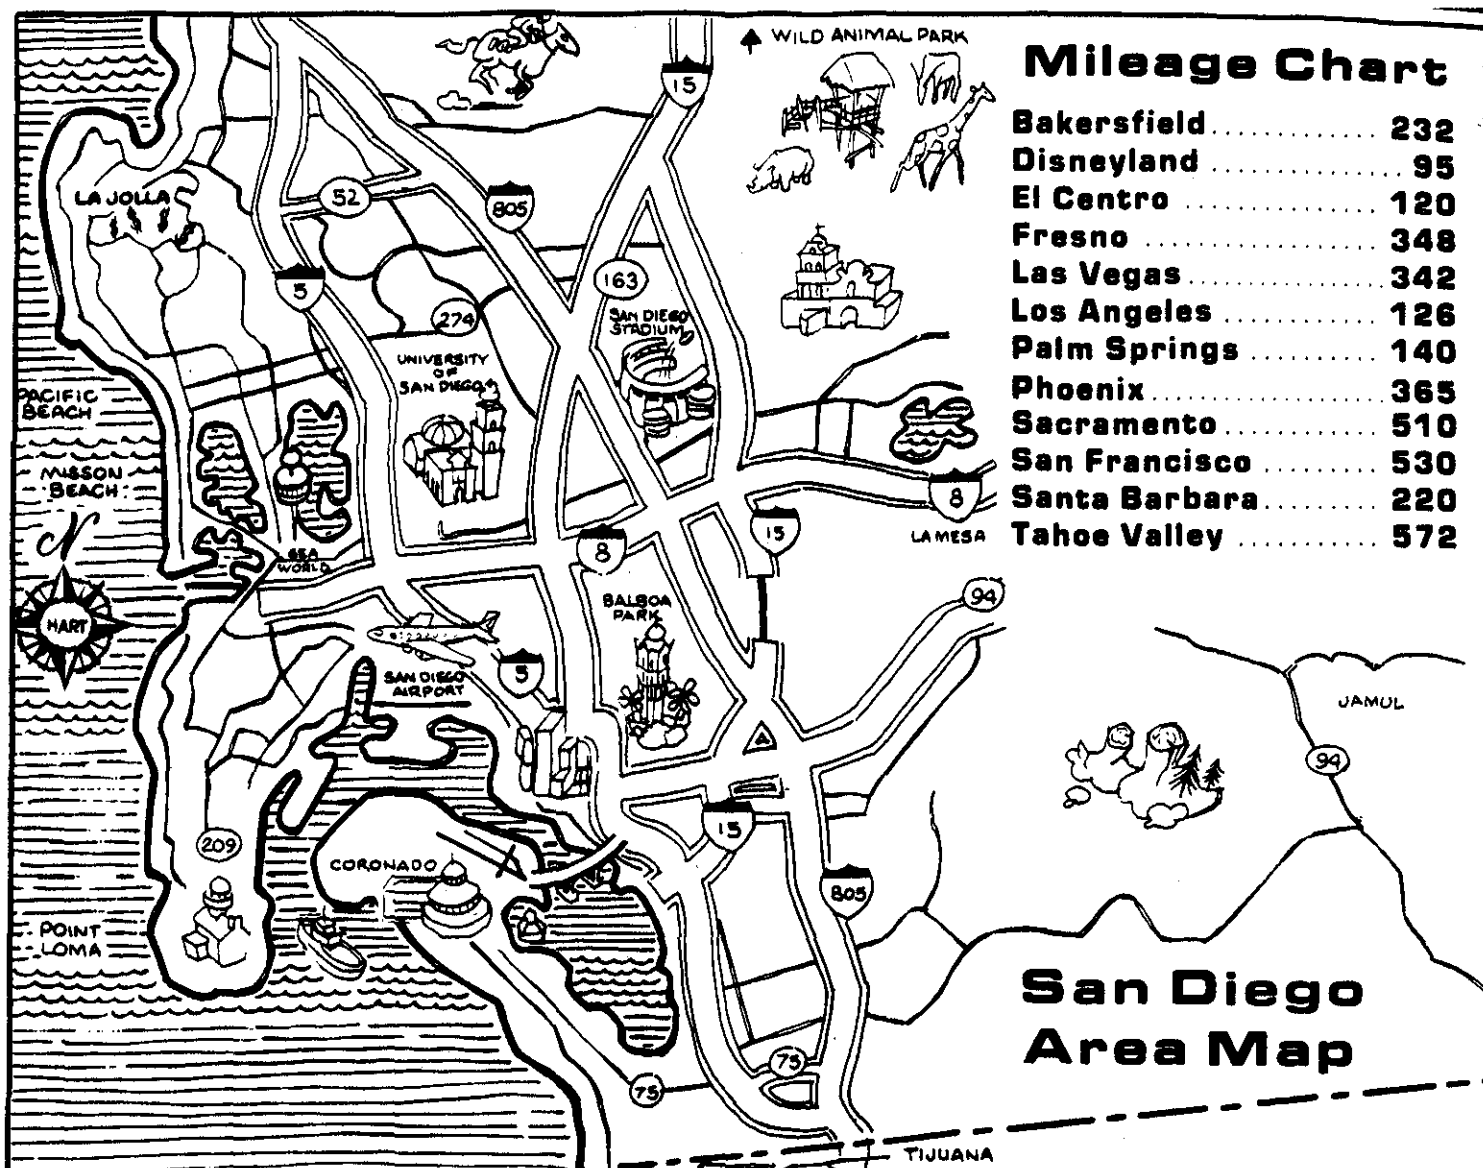 WILD ANIMAL PARK
Mileage Chart
Bakersfield ............. 232
Disneyland .............. 95
El Centro ............... 120
Fresno .................. 348
Las Vegas ............... 342
Los Angeles ............. 126
Palm Springs ............ 140
Phoenix ................. 365
Sacramento .............. 510
San Francisco ........... 530
Santa Barbara ........... 220
Tahoe Valley ............ 572
15
LA JOLLA
52
805
5
163
274
SAN DIEGO
STADIUM
UNIVERSITY
OF
SAN DIEGO
PACIFIC
BEACH
MISSON
BEACH
N
HART
SEA
WORLD
8
15
8
LA MESA
BALBOA
PARK
94
SAN DIEGO
AIRPORT
5
JAMUL
94
15
209
CORONADO
805
POINT
LOMA
San Diego
Area Map
75
75
TIJUANA